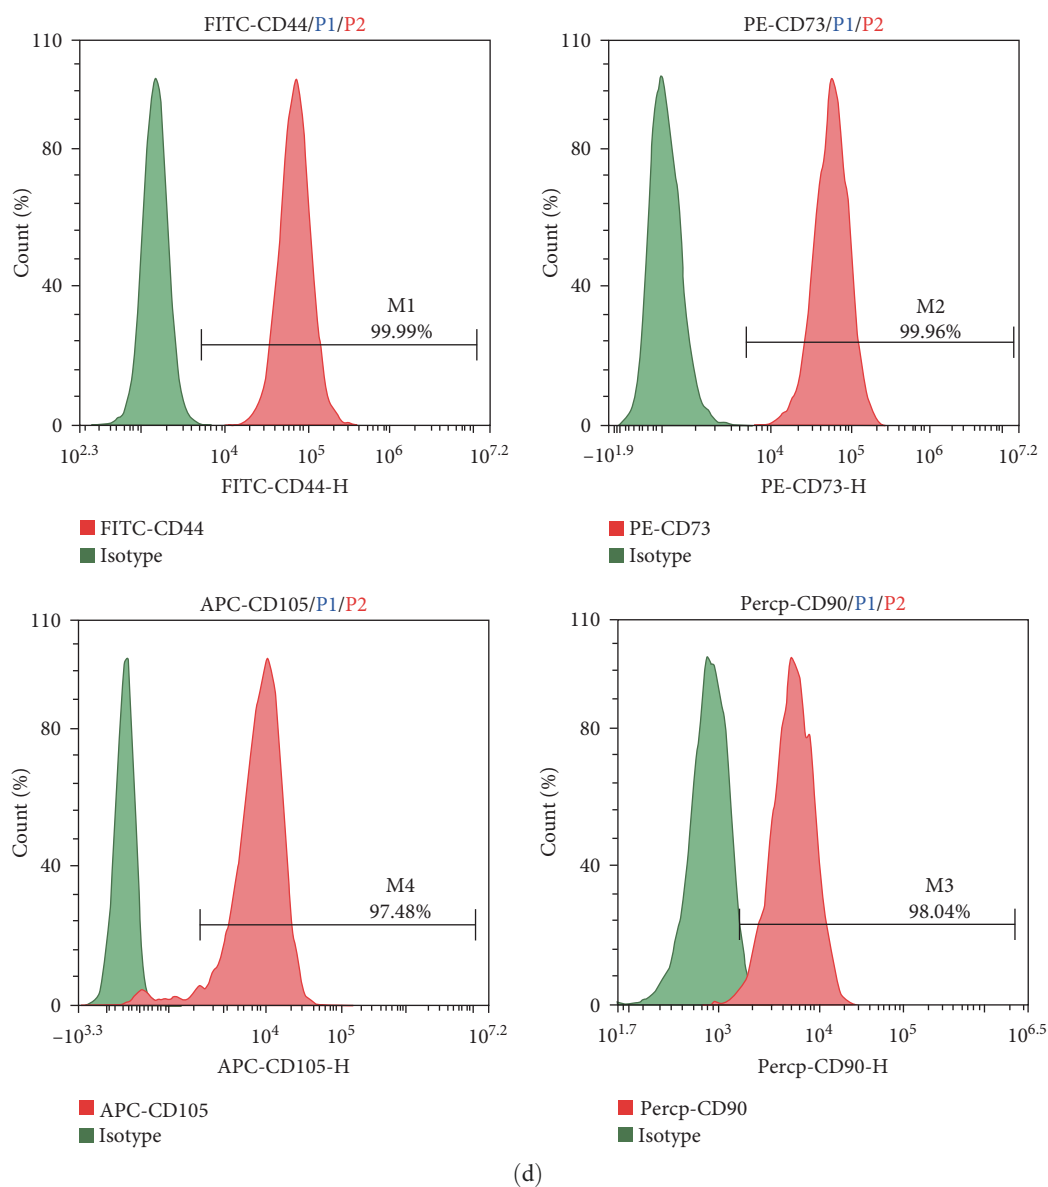 FITC-CD44/P1/P2
110
80
40
0
Count (%)
M1
99.99%
10^2.3
10^4
10^5
10^6
10^7.2
FITC-CD44-H
FITC-CD44
Isotype
PE-CD73/P1/P2
110
80
40
0
Count (%)
M2
99.96%
−10^1.9
10^4
10^5
10^6
10^7.2
PE-CD73-H
PE-CD73
Isotype
APC-CD105/P1/P2
110
80
40
0
Count (%)
M4
97.48%
−10^3.3
10^4
10^5
10^7.2
APC-CD105-H
APC-CD105
Isotype
Percp-CD90/P1/P2
110
80
40
0
Count (%)
M3
98.04%
10^1.7
10^3
10^4
10^5
10^6.5
Percp-CD90-H
Percp-CD90
Isotype
(d)